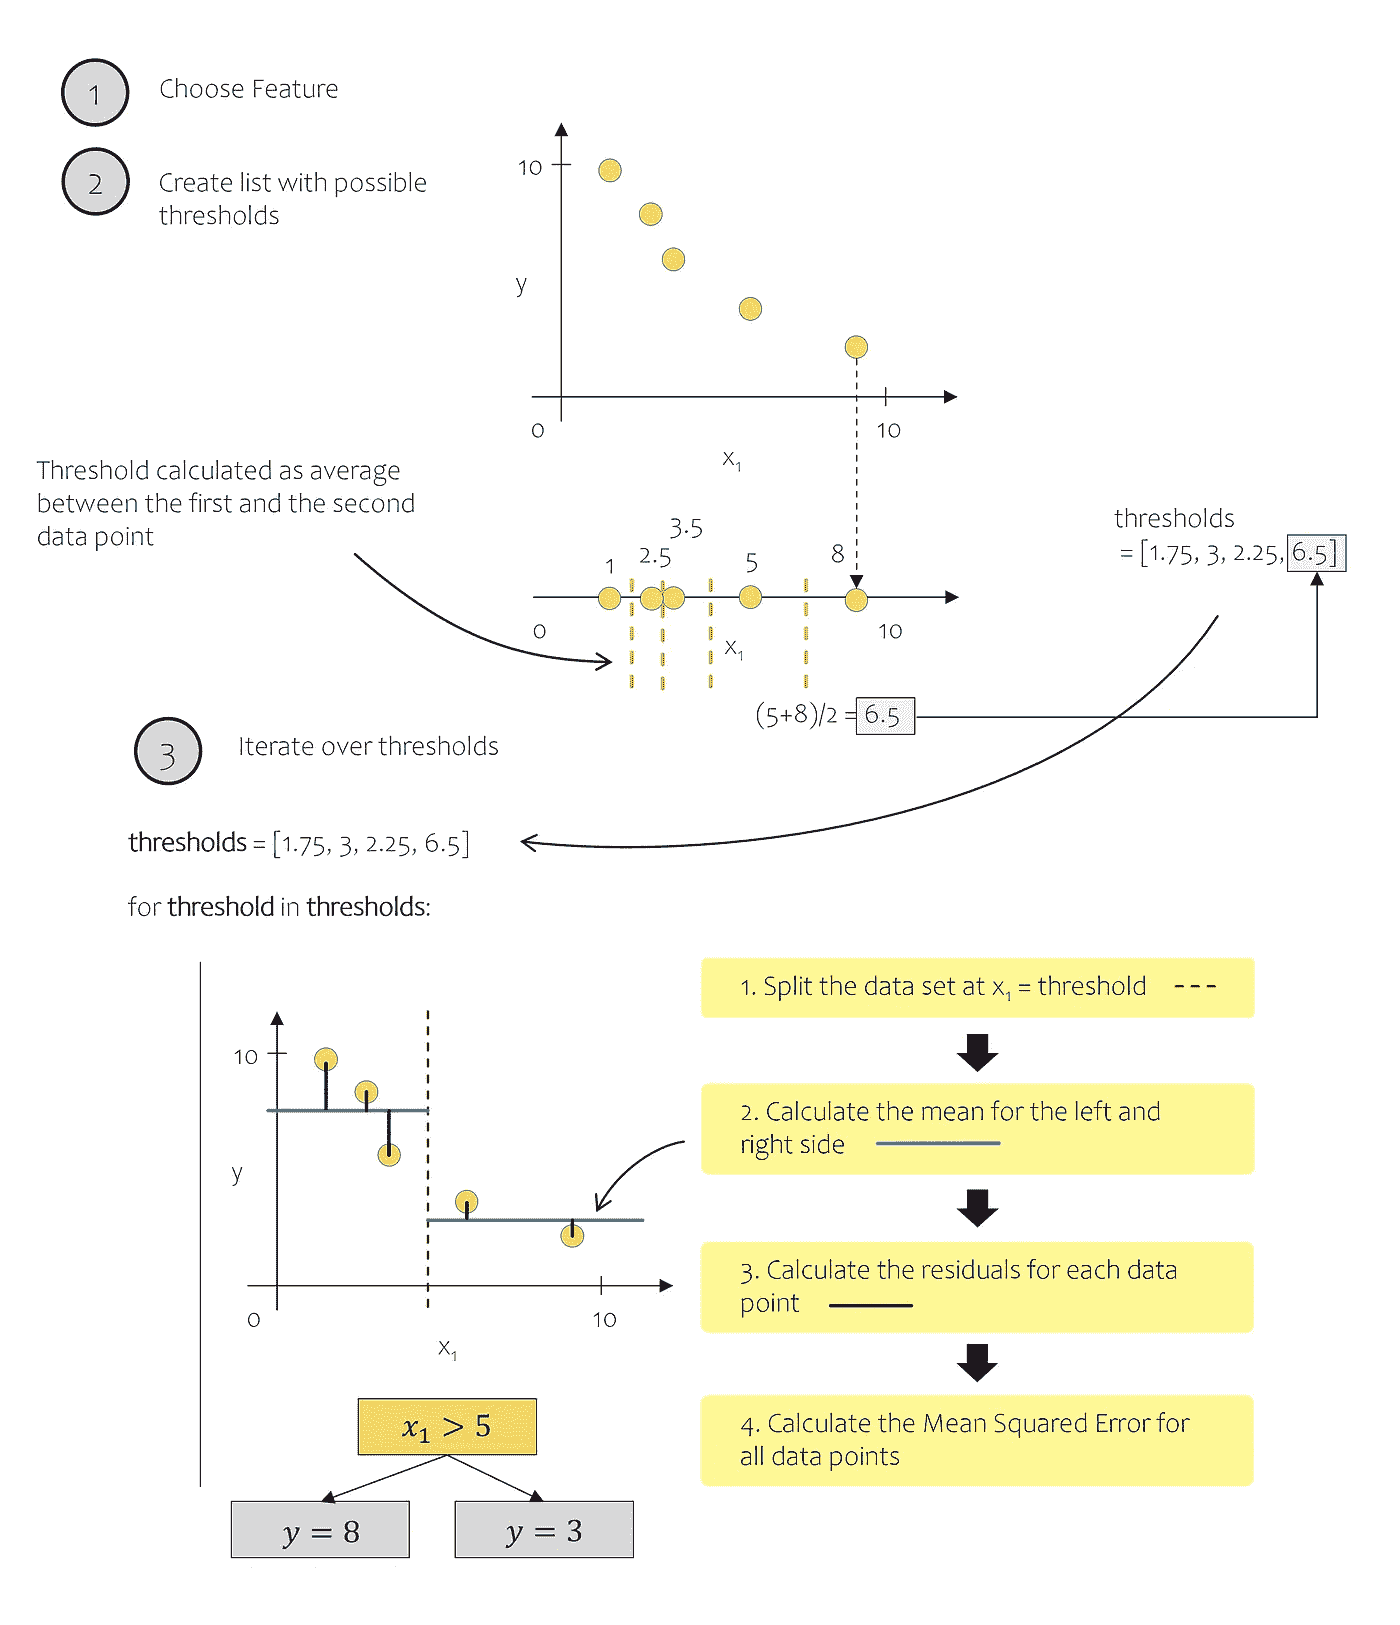 1
Choose Feature
2
Create list with possible
thresholds
10
y
0
10
x₁
Threshold calculated as average
between the first and the second
data point
thresholds
= [1.75, 3, 2.25, 6.5]
3.5
2.5
1
5
8
0
10
x₁
(5+8)/2 = 6.5
3
Iterate over thresholds
thresholds = [1.75, 3, 2.25, 6.5]
for threshold in thresholds:
10
y
0
10
x₁
x₁ > 5
y = 8
y = 3
1. Split the data set at x₁ = threshold
2. Calculate the mean for the left and
right side
3. Calculate the residuals for each data
point
4. Calculate the Mean Squared Error for
all data points